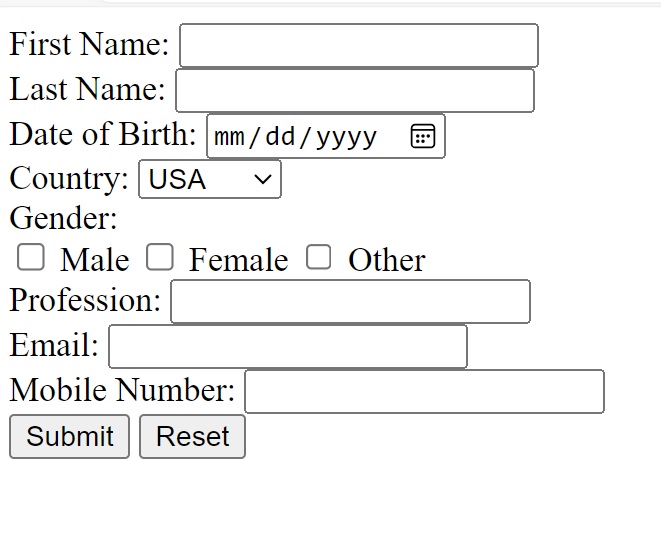 First Name:
Last Name:
Date of Birth: mm/dd/yyyy
Country: USA
Gender:
Male Female Other
Profession:
Email:
Mobile Number:
Submit Reset